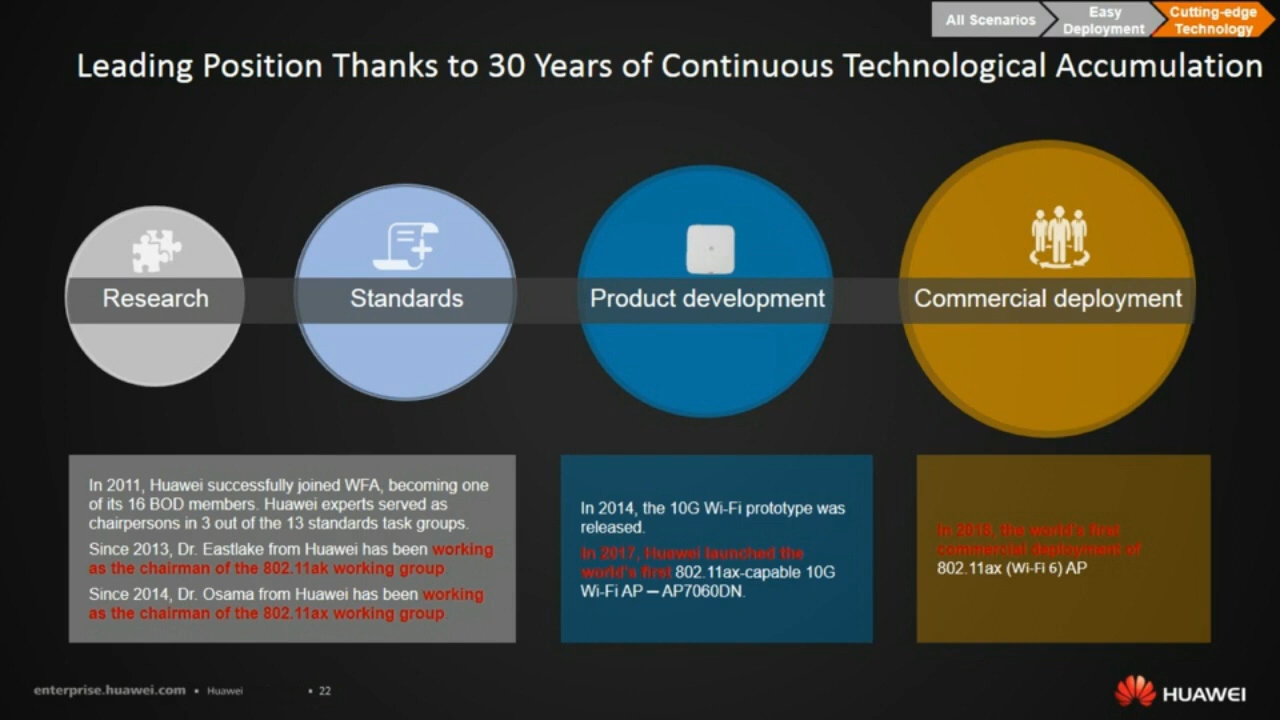 All Scenarios
Easy
Deployment
Cutting-edge
Technology
Leading Position Thanks to 30 Years of Continuous Technological Accumulation
Research
Standards
Product development
Commercial deployment
In 2011, Huawei successfully joined WFA, becoming one
of its 16 BOD members. Huawei experts served as
chairpersons in 3 out of the 13 standards task groups.
Since 2013, Dr. Eastlake from Huawei has been working
as the chairman of the 802.11ak working group.
Since 2014, Dr. Osama from Huawei has been working
as the chairman of the 802.11ax working group.
In 2014, the 10G Wi-Fi prototype was
released.
In 2017, Huawei launched the
world's first 802.11ax-capable 10G
Wi-Fi AP — AP7060DN.
the world's first
commercial deployment of
802.11ax (Wi-Fi 6) AP
enterprise.huawei.com • Huawei • 22
HUAWEI